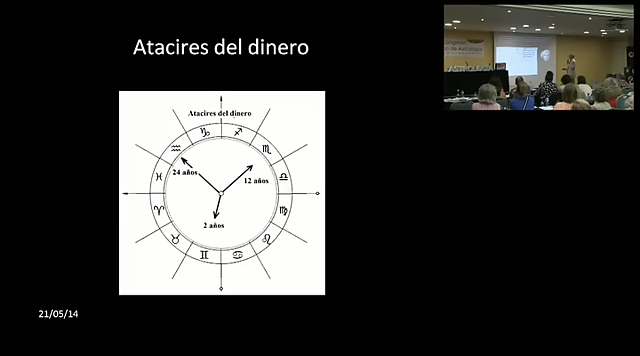 Atacires del dinero
Atacires del dinero
24 años
12 años
2 años
21/05/14